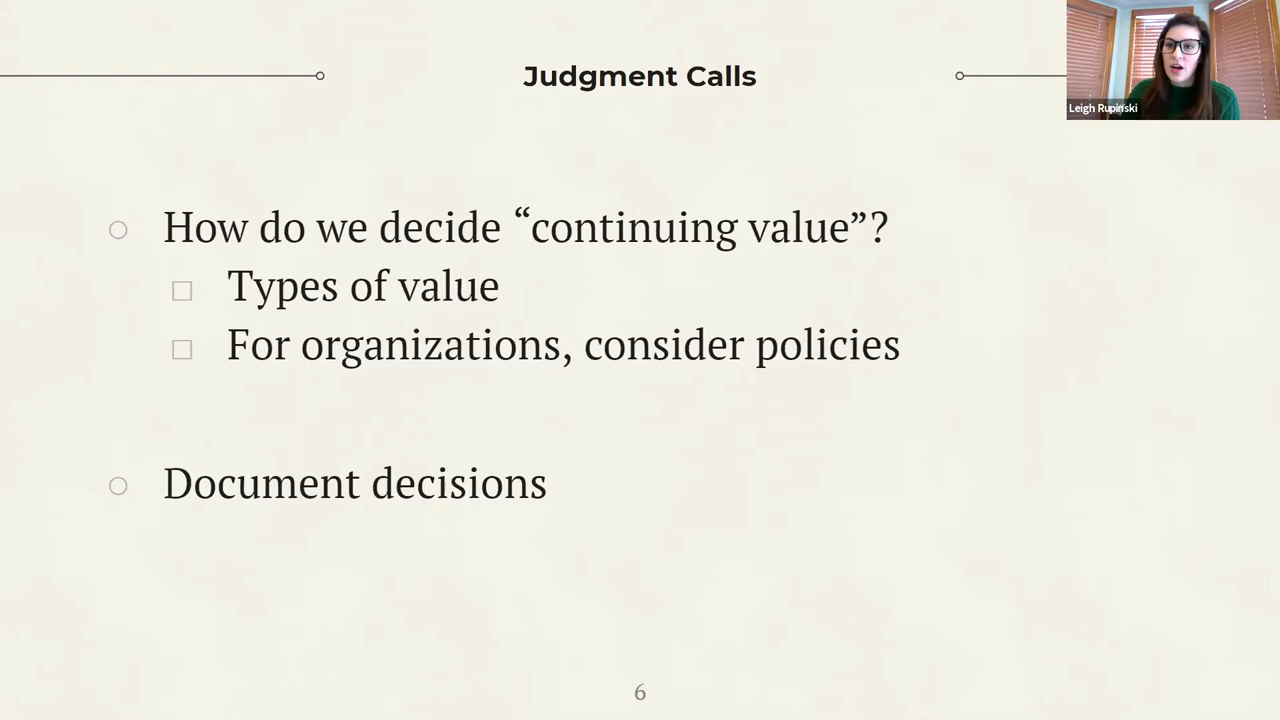 Judgment Calls
Leigh Rupinski
How do we decide “continuing value”?
Types of value
For organizations, consider policies
Document decisions
6